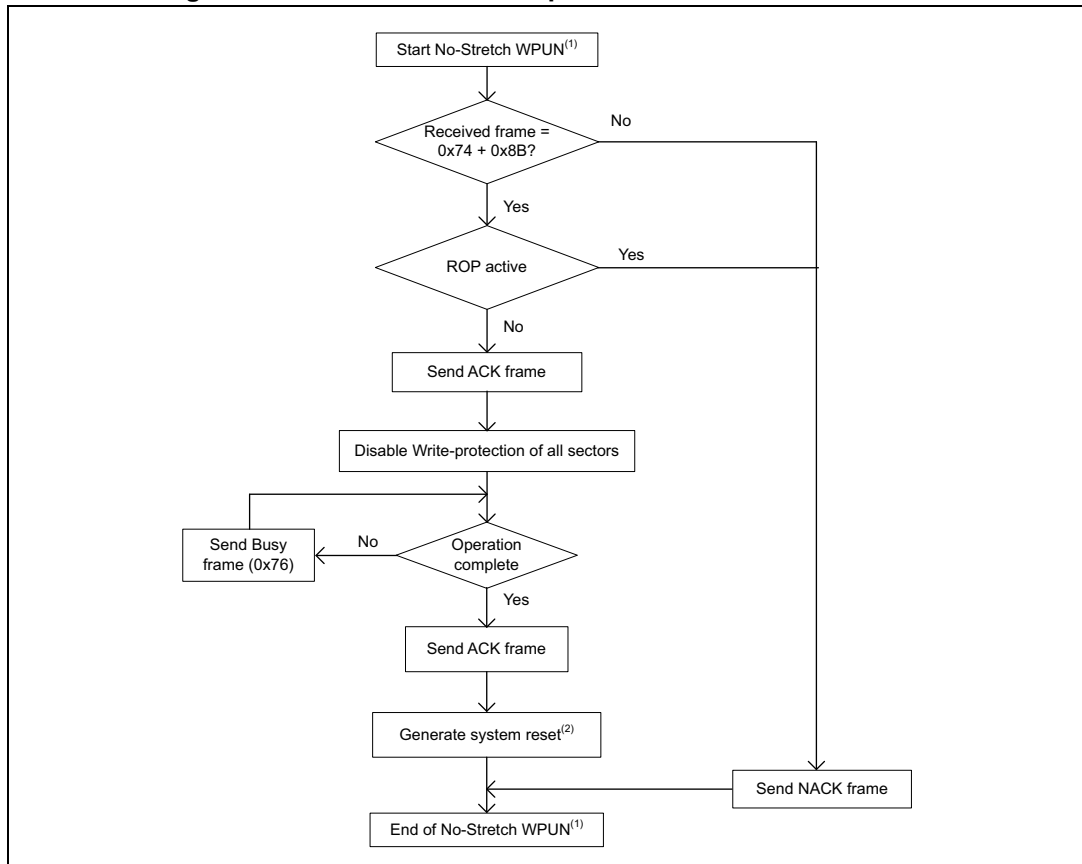 Start No-Stretch WPUN(1)
Received frame =
0x74 + 0x8B?
No
Yes
ROP active
Yes
No
Send ACK frame
Disable Write-protection of all sectors
Send Busy
frame (0x76)
No
Operation
complete
Yes
Send ACK frame
Generate system reset(2)
Send NACK frame
End of No-Stretch WPUN(1)